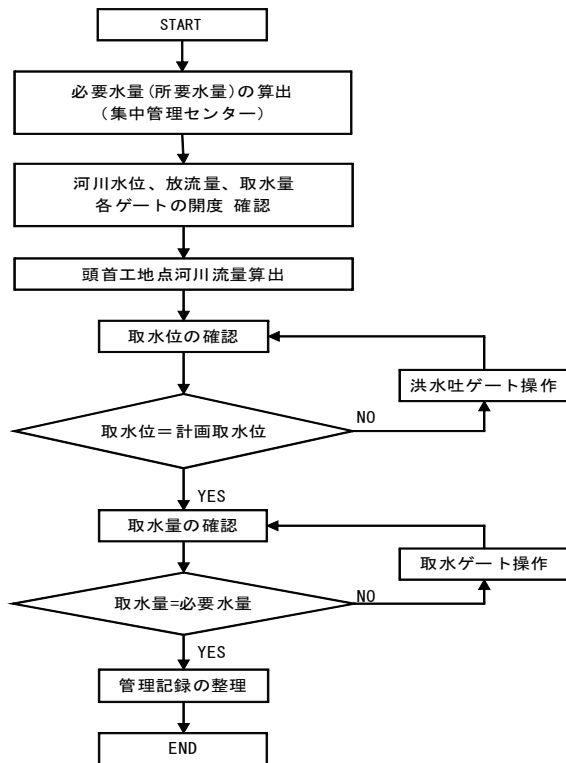 START
必要水量(所要水量)の算出
(集中管理センター)
河川水位、放流量、取水量
各ゲートの開度 確認
頭首工地点河川流量算出
取水位の確認
洪水吐ゲート操作
取水位＝計画取水位
NO
YES
取水量の確認
取水ゲート操作
取水量=必要水量
NO
YES
管理記録の整理
END